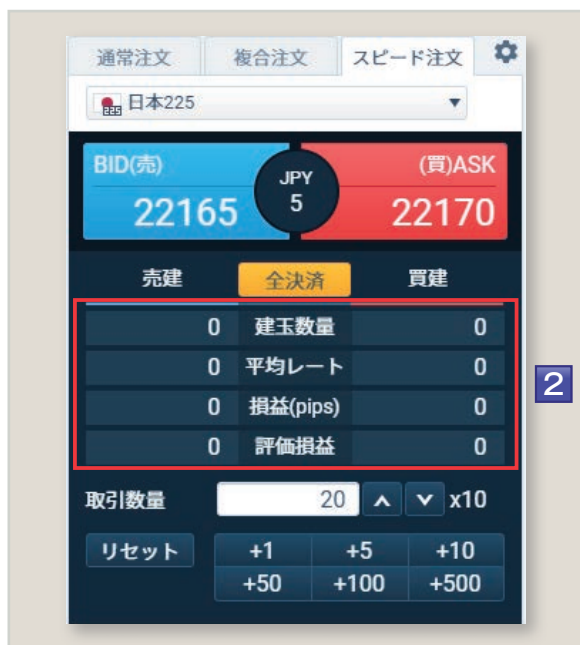 通常注文 複合注文 スピード注文
225 日本225
BID(売) JPY (買)ASK
22165 5 22170
売建 全決済 買建
0 建玉数量 0
0 平均レート 0
0 損益(pips) 0
0 評価損益 0
2
取引数量 20 x10
リセット +1 +5 +10
+50 +100 +500